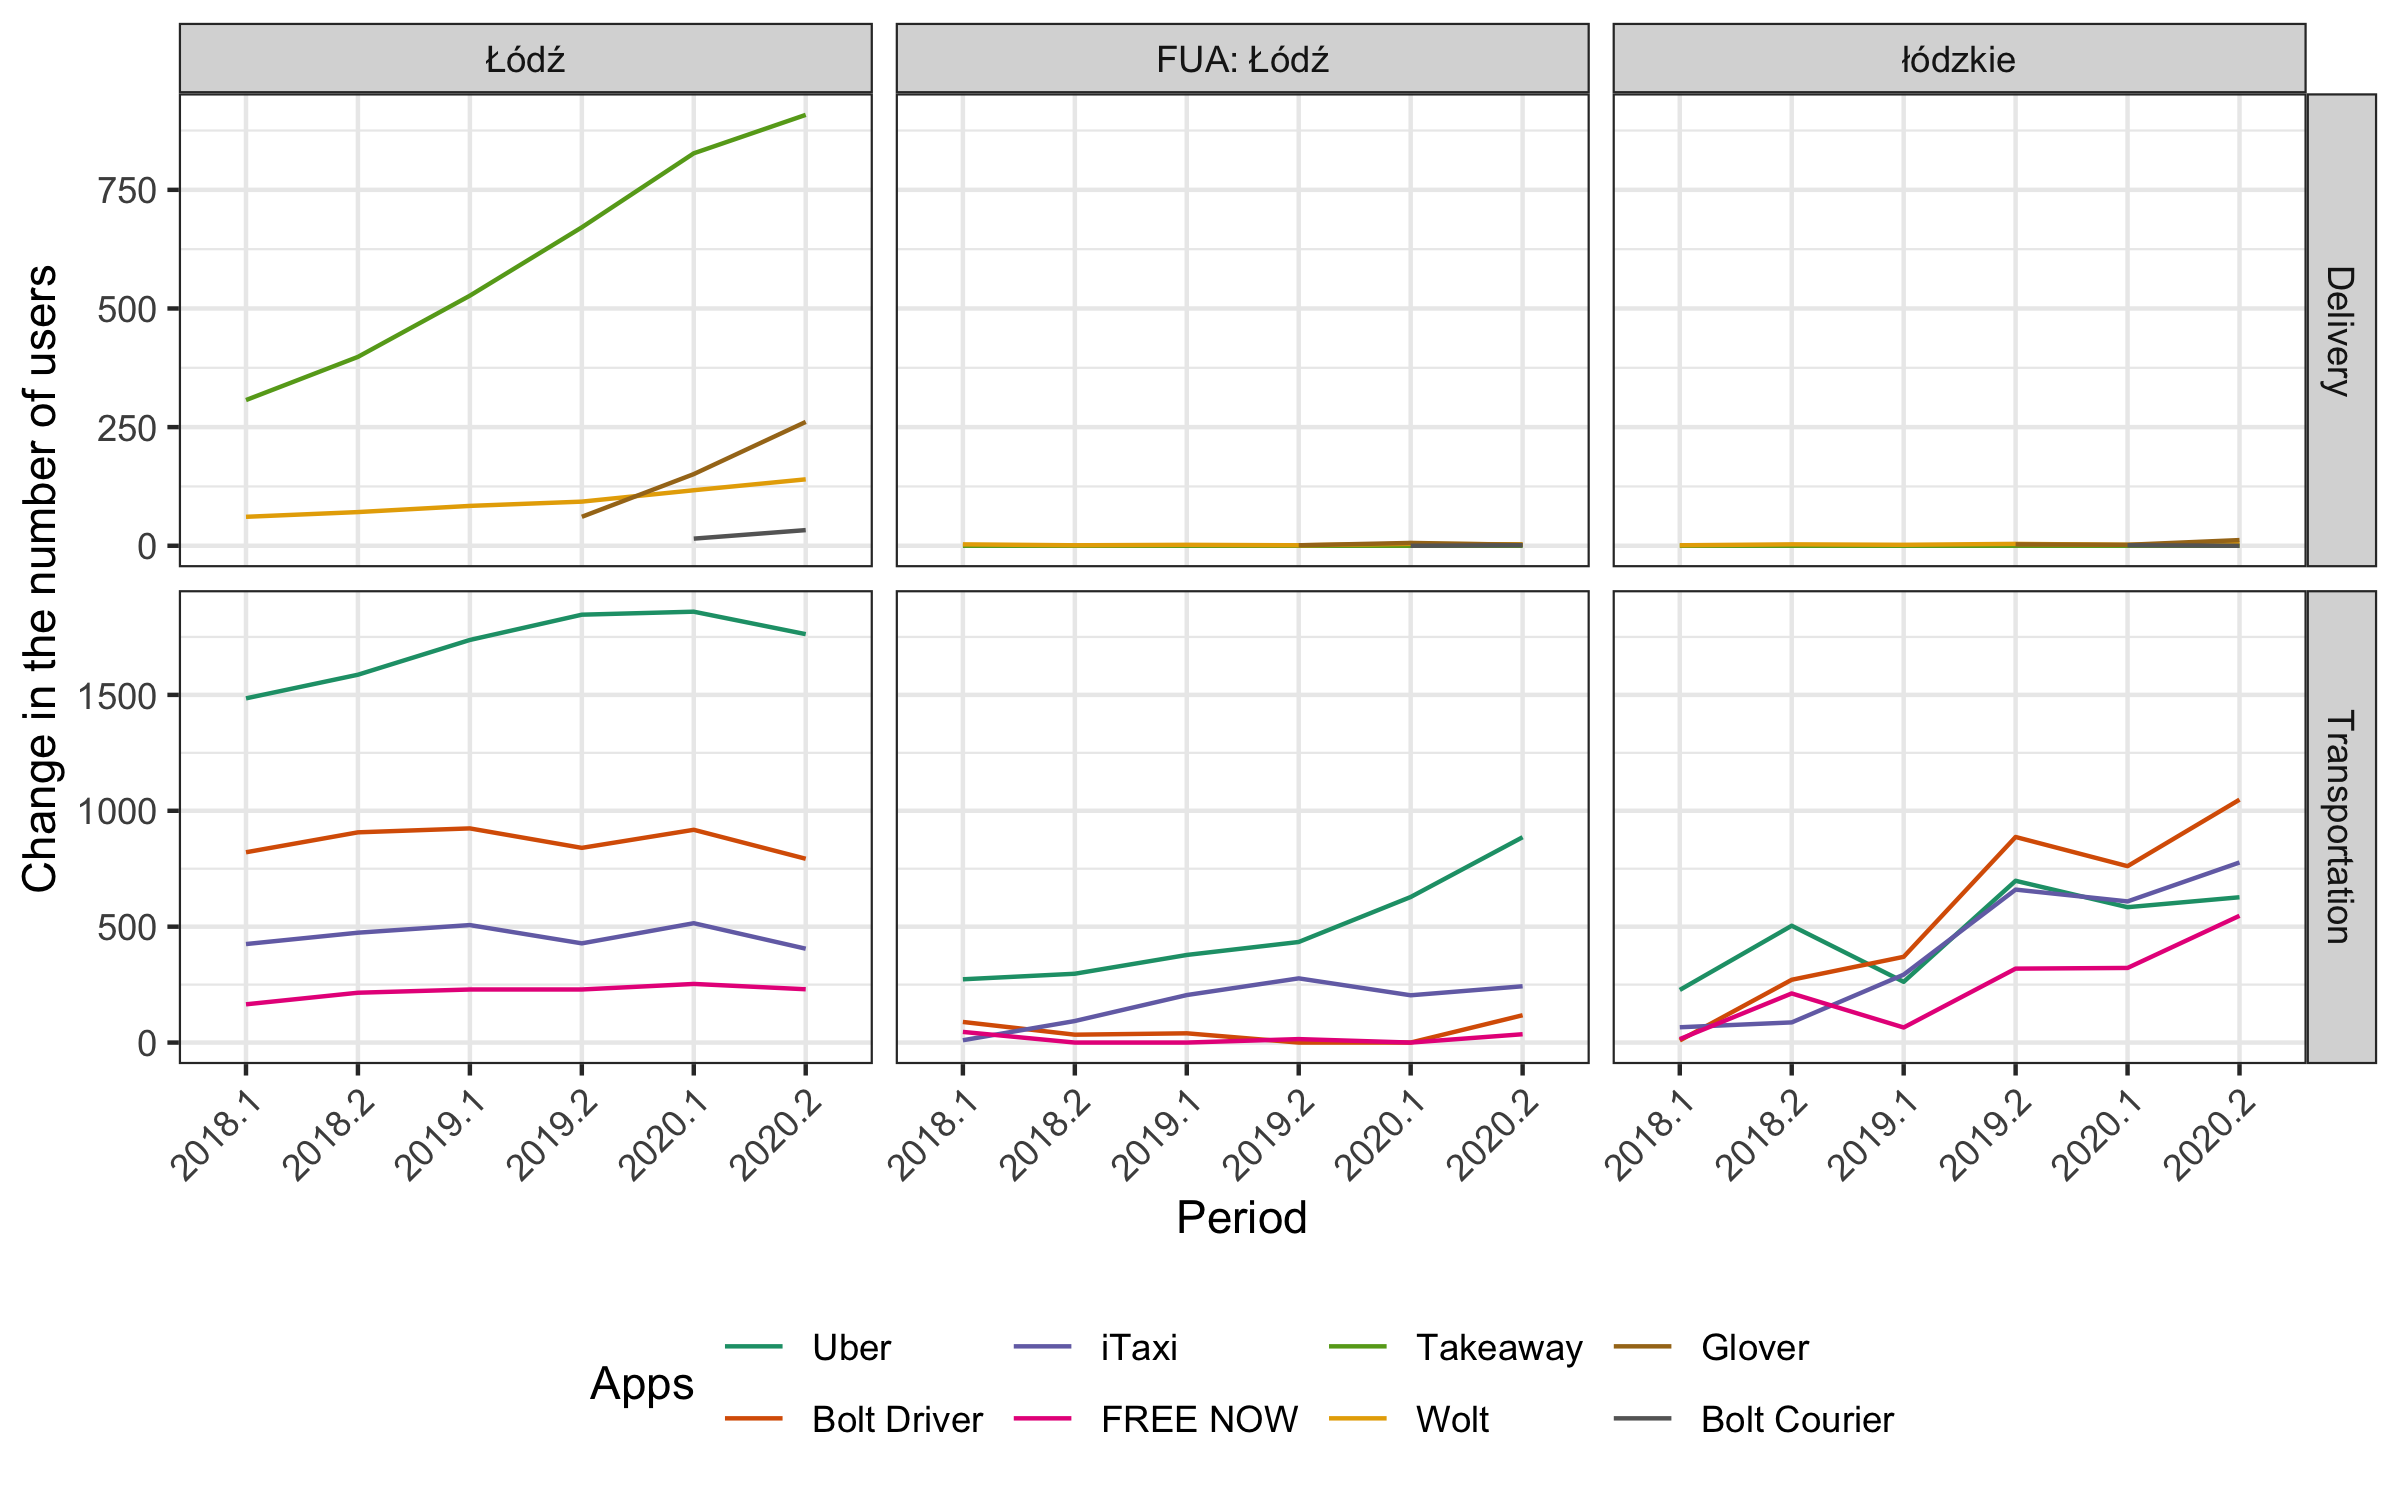 Łódź
FUA: Łódź
łódzkie
Change in the number of users
750
500
250
0
Delivery
1500
1000
500
0
Transportation
2018.1
2018.2
2019.1
2019.2
2020.1
2020.2
2018.1
2018.2
2019.1
2019.2
2020.1
2020.2
2018.1
2018.2
2019.1
2019.2
2020.1
2020.2
Period
Apps
Uber
iTaxi
Takeaway
Glover
Bolt Driver
FREE NOW
Wolt
Bolt Courier